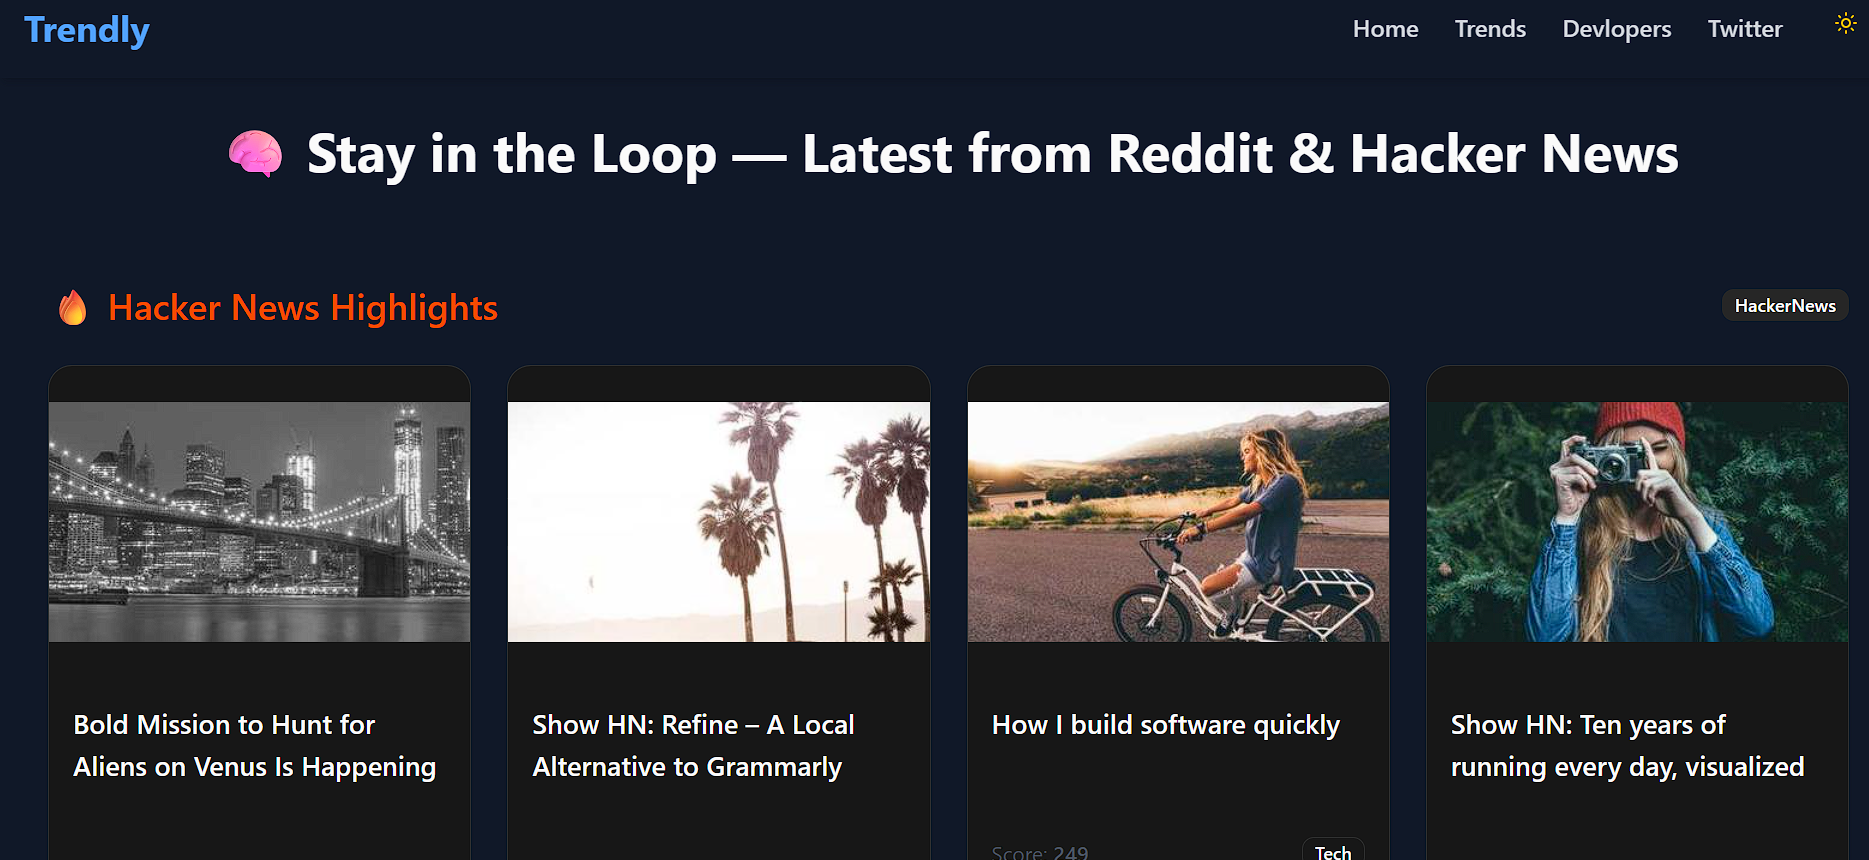 Trendly
Home Trends Devlopers Twitter
Stay in the Loop — Latest from Reddit & Hacker News
Hacker News Highlights
HackerNews
Bold Mission to Hunt for
Aliens on Venus Is Happening
Show HN: Refine – A Local
Alternative to Grammarly
How I build software quickly
Score: 249
Tech
Show HN: Ten years of
running every day, visualized